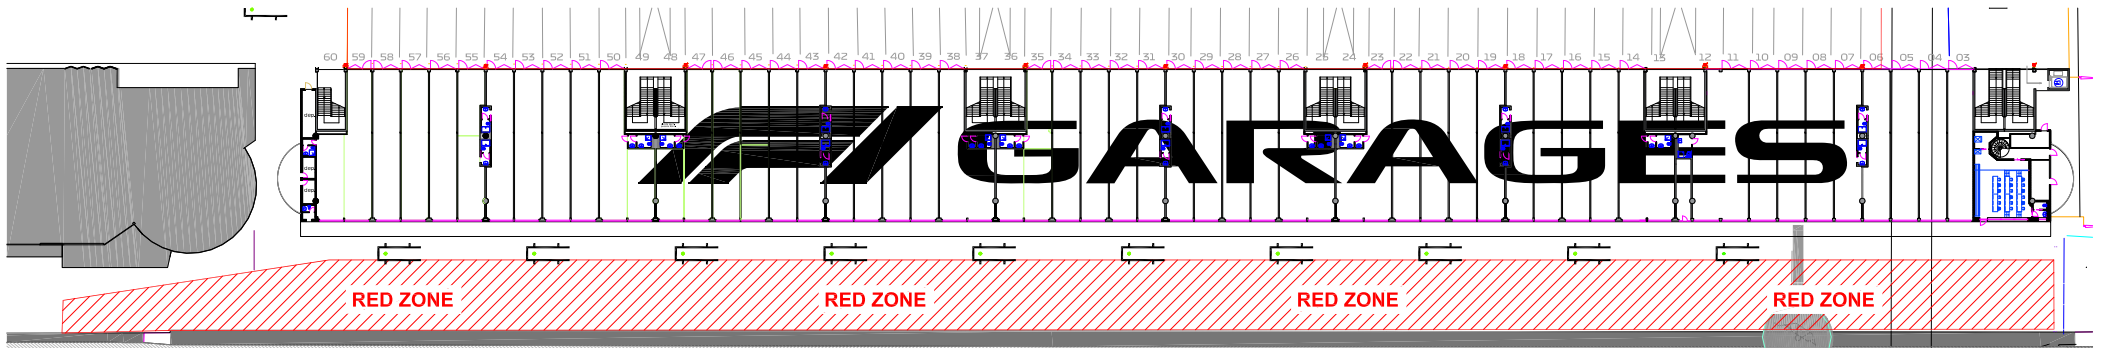 60 59 58 57 56 55 54 53 52 51 50 49 48 47 46 45 44 43 42 41 40 39 38 37 36 35 34 33 32 31 30 29 28 27 26 25 24 23 22 21 20 19 18 17 16 15 14 13 12 11 10 09 08 07 06 05 04 03
dep.
F1 GARAGES
dep.
dep.
RED ZONE RED ZONE RED ZONE RED ZONE